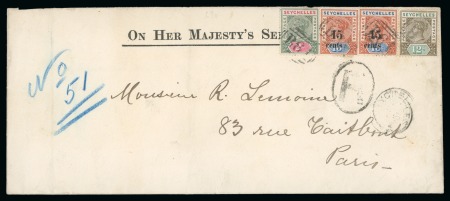 SEYCHELLES SEYCHELLES SEYCHELLES SEYCHELLES
15 cents 15 cents 12c
ON HER MAJESTY'S
No 51
Monsieur R. Lemoine
83 rue Taitbout
Paris